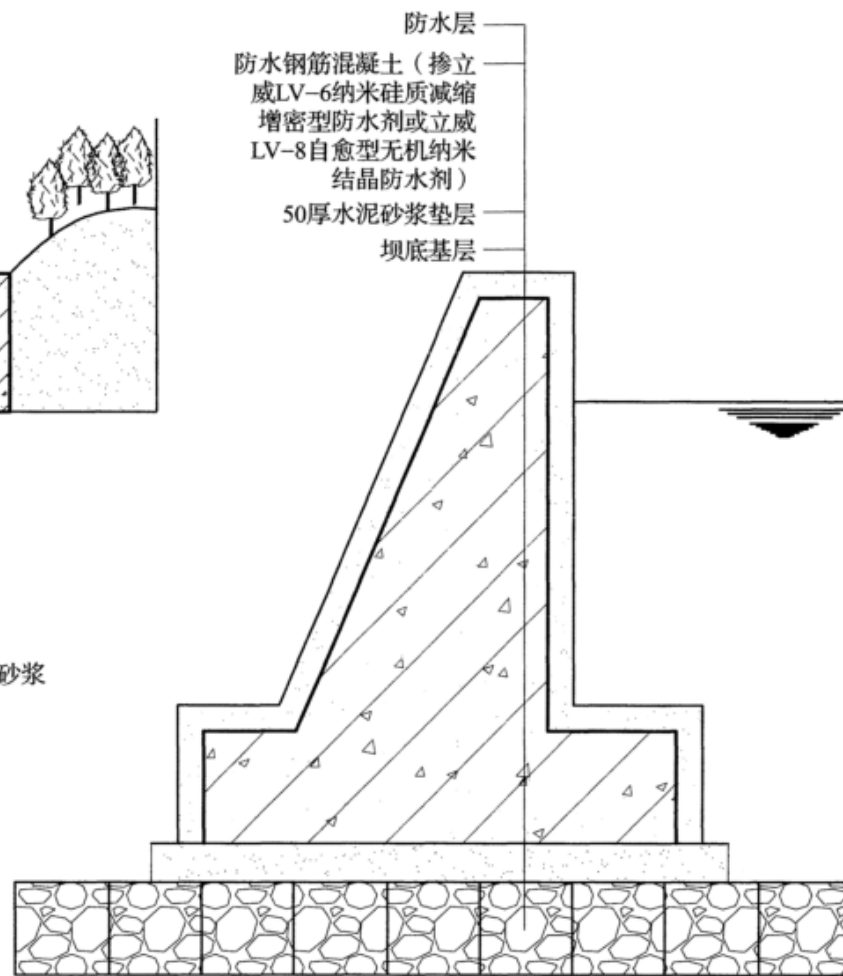 防水层
防水钢筋混凝土（掺立
威LV-6纳米硅质减缩
增密型防水剂或立威
LV-8自愈型无机纳米
结晶防水剂）
50厚水泥砂浆垫层
坝底基层
砂浆